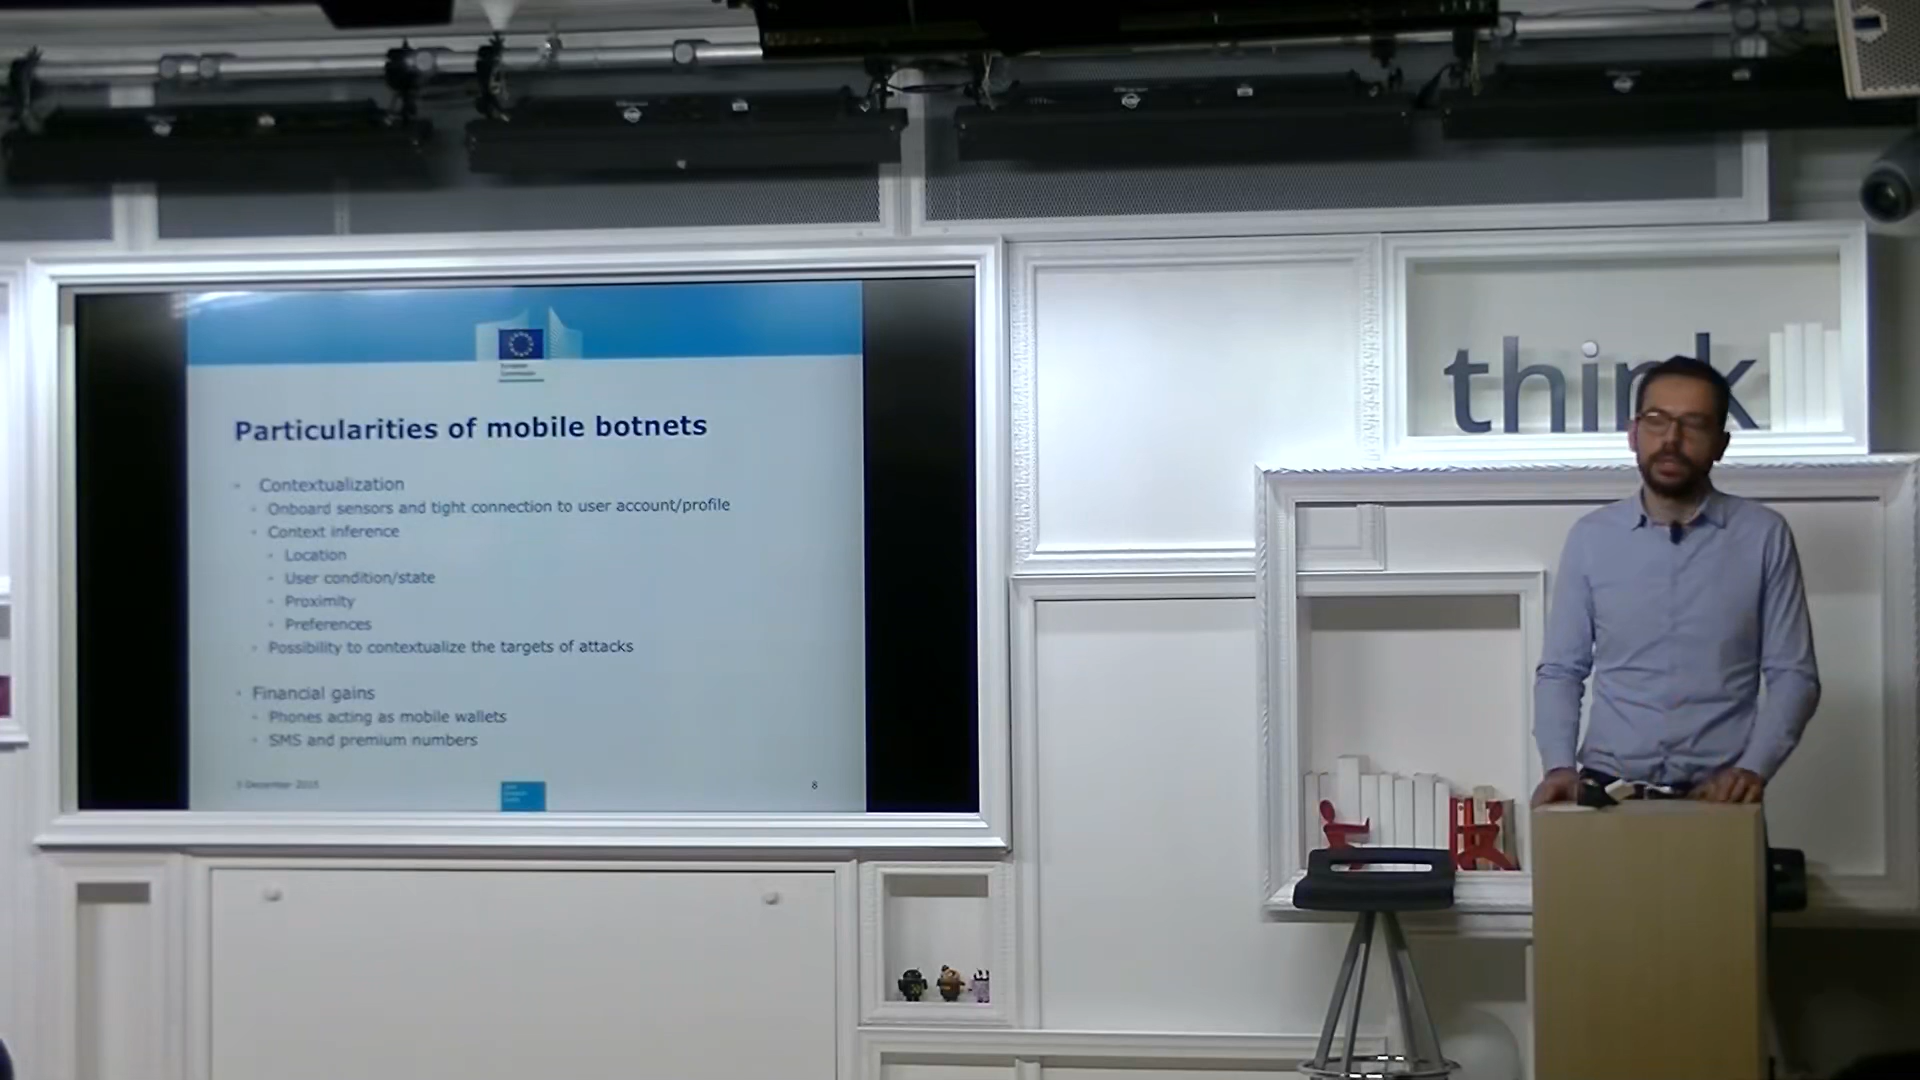 European
Commission
think
Particularities of mobile botnets
Contextualization
Onboard sensors and tight connection to user account/profile
Context inference
Location
User condition/state
Proximity
Preferences
Possibility to contextualize the targets of attacks
Financial gains
Phones acting as mobile wallets
SMS and premium numbers
8